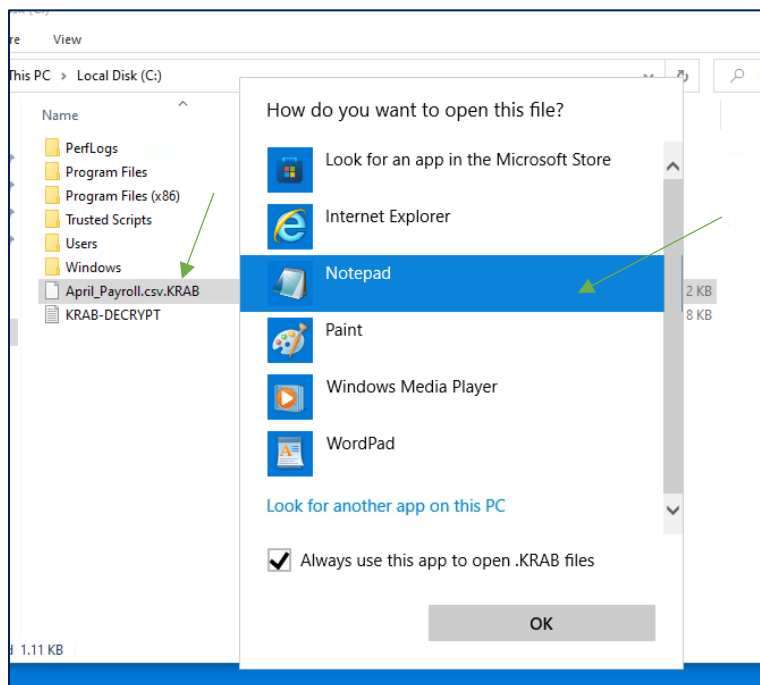 View
This PC > Local Disk (C:)
Name
PerfLogs
Program Files
Program Files (x86)
Trusted Scripts
Users
Windows
April_Payroll.csv.KRAB
2 KB
KRAB-DECRYPT
8 KB
1.11 KB
How do you want to open this file?
Look for an app in the Microsoft Store
Internet Explorer
Notepad
Paint
Windows Media Player
WordPad
Look for another app on this PC
Always use this app to open .KRAB files
OK